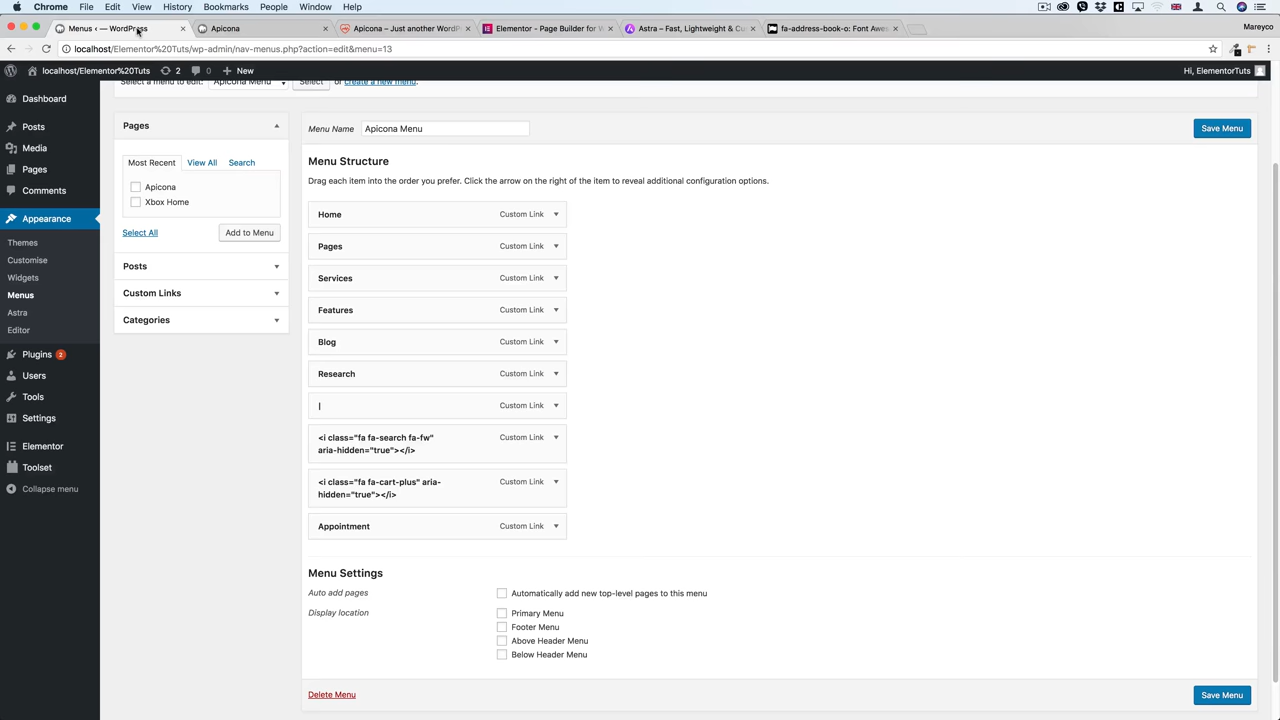 Chrome File Edit View History Bookmarks People Window Help
Menus ‹ — WordPress Apicona Apicona – Just another WordPr Elementor - Page Builder for W Astra – Fast, Lightweight & Cu fa-address-book-o: Font Awes Mareyco
localhost/Elementor%20Tuts/wp-admin/nav-menus.php?action=edit&menu=13
localhost/Elementor%20Tuts 2 0 New Hi, ElementorTuts
Select a menu to edit: Apicona Menu Select or create a new menu.
Dashboard
Posts
Media
Pages
Comments
Appearance
Themes
Customise
Widgets
Menus
Astra
Editor
Plugins 2
Users
Tools
Settings
Elementor
Toolset
Collapse menu
Pages
Most Recent View All Search
Apicona
Xbox Home
Select All Add to Menu
Posts
Custom Links
Categories
Menu Name Apicona Menu Save Menu
Menu Structure
Drag each item into the order you prefer. Click the arrow on the right of the item to reveal additional configuration options.
Home Custom Link
Pages Custom Link
Services Custom Link
Features Custom Link
Blog Custom Link
Research Custom Link
| Custom Link
<i class="fa fa-search fa-fw" Custom Link
aria-hidden="true"></i>
<i class="fa fa-cart-plus" aria- Custom Link
hidden="true"></i>
Appointment Custom Link
Menu Settings
Auto add pages Automatically add new top-level pages to this menu
Display location Primary Menu
Footer Menu
Above Header Menu
Below Header Menu
Delete Menu Save Menu